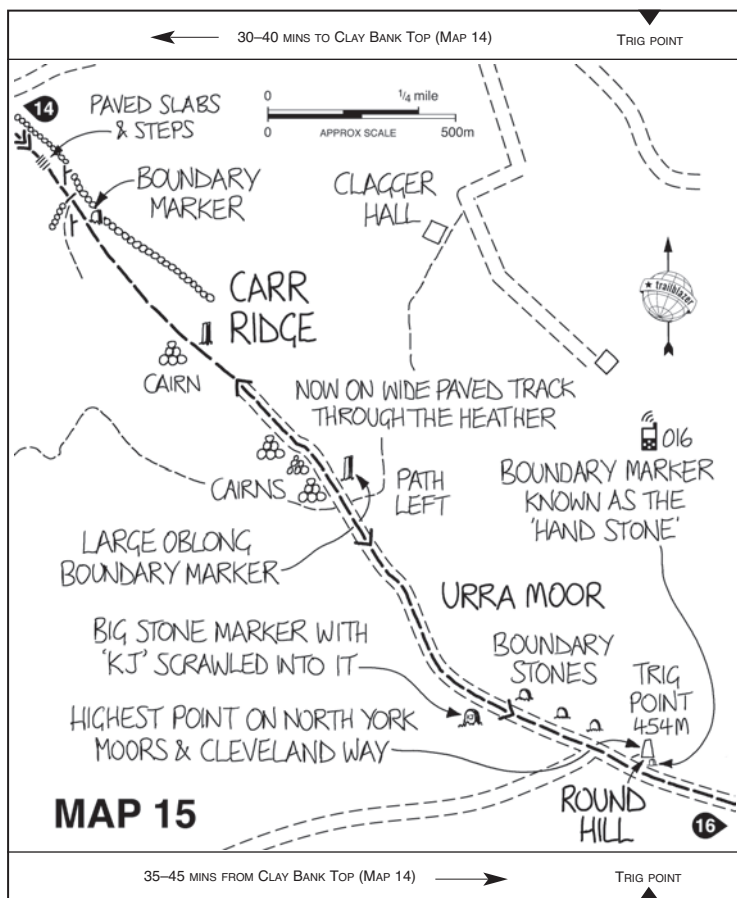 30–40 MINS TO CLAY BANK TOP (MAP 14)
TRIG POINT
14
PAVED SLABS
& STEPS
0
¼ mile
0
APPROX SCALE
500m
BOUNDARY
MARKER
CLAGGER
HALL
trailblazer
CARR
RIDGE
CAIRN
NOW ON WIDE PAVED TRACK
THROUGH THE HEATHER
016
BOUNDARY MARKER
KNOWN AS THE
'HAND STONE'
CAIRNS
PATH
LEFT
LARGE OBLONG
BOUNDARY MARKER
URRA MOOR
BIG STONE MARKER WITH
'KJ' SCRAWLED INTO IT
BOUNDARY
STONES
TRIG
POINT
454M
HIGHEST POINT ON NORTH YORK
MOORS & CLEVELAND WAY
ROUND
HILL
MAP 15
16
35–45 MINS FROM CLAY BANK TOP (MAP 14)
TRIG POINT